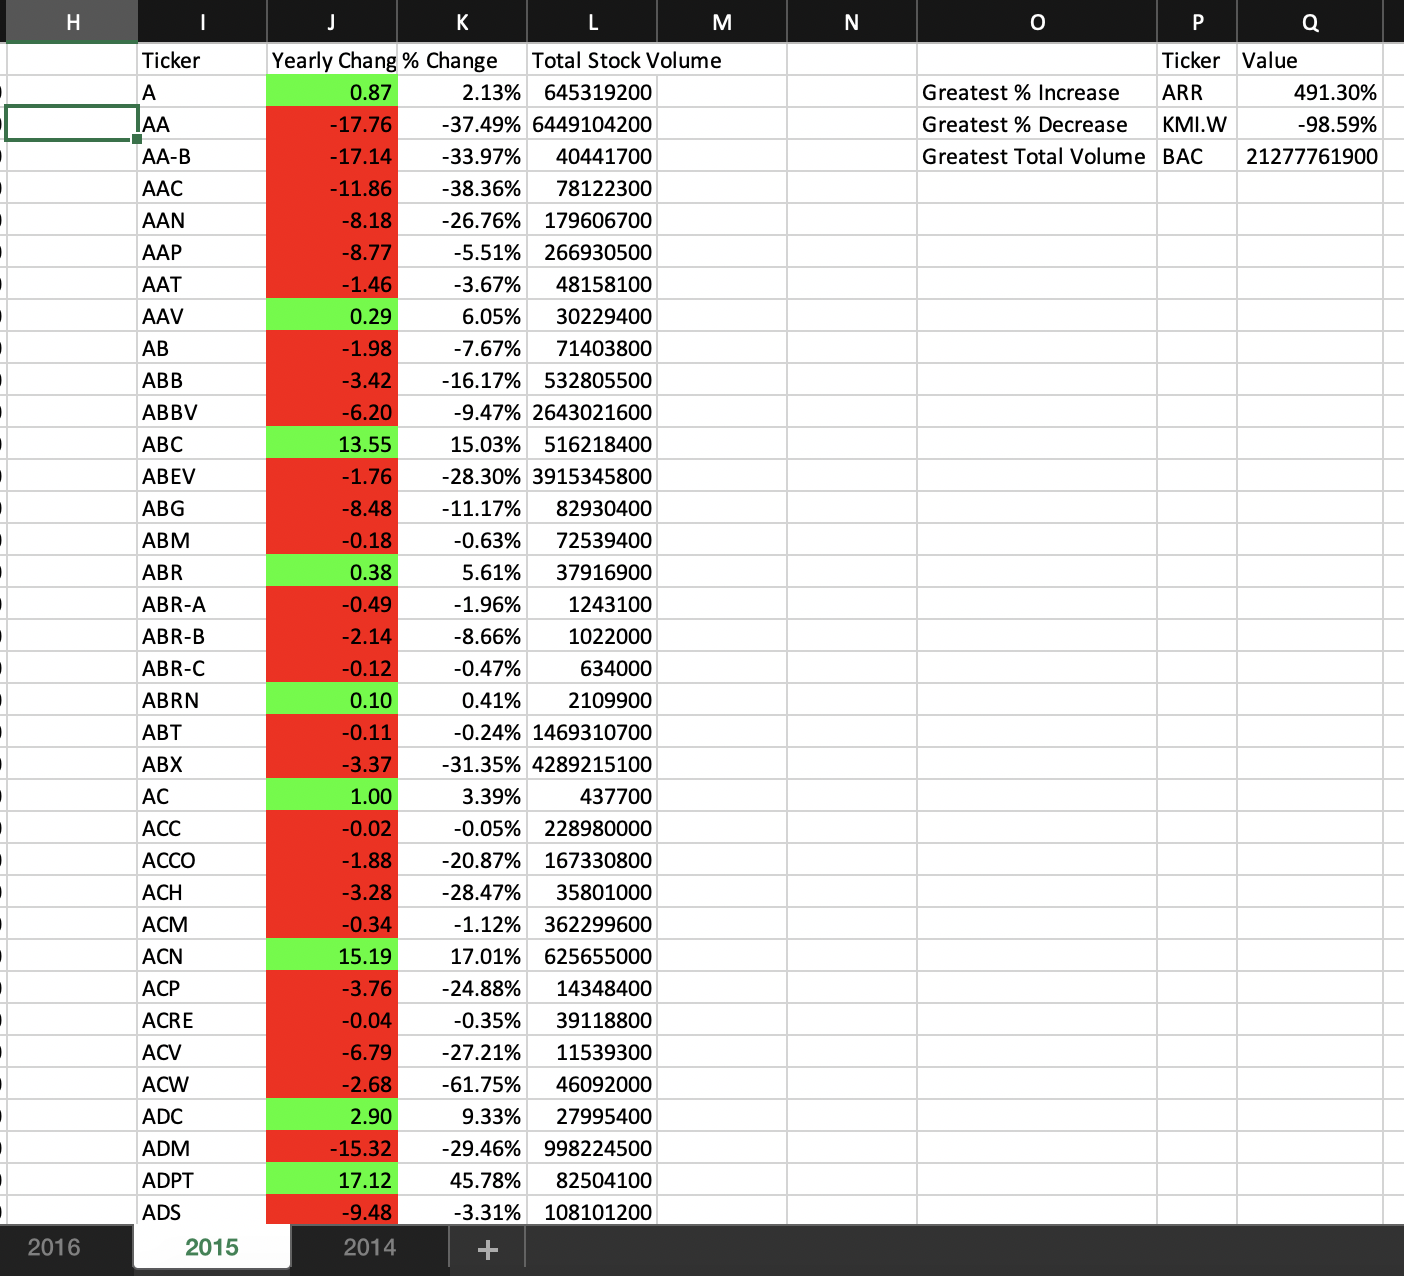 H I J K L M N O P Q
Ticker Yearly Chang % Change Total Stock Volume Ticker Value
A 0.87 2.13% 645319200 Greatest % Increase ARR 491.30%
AA -17.76 -37.49% 6449104200 Greatest % Decrease KMI.W -98.59%
AA-B -17.14 -33.97% 40441700 Greatest Total Volume BAC 21277761900
AAC -11.86 -38.36% 78122300
AAN -8.18 -26.76% 179606700
AAP -8.77 -5.51% 266930500
AAT -1.46 -3.67% 48158100
AAV 0.29 6.05% 30229400
AB -1.98 -7.67% 71403800
ABB -3.42 -16.17% 532805500
ABBV -6.20 -9.47% 2643021600
ABC 13.55 15.03% 516218400
ABEV -1.76 -28.30% 3915345800
ABG -8.48 -11.17% 82930400
ABM -0.18 -0.63% 72539400
ABR 0.38 5.61% 37916900
ABR-A -0.49 -1.96% 1243100
ABR-B -2.14 -8.66% 1022000
ABR-C -0.12 -0.47% 634000
ABRN 0.10 0.41% 2109900
ABT -0.11 -0.24% 1469310700
ABX -3.37 -31.35% 4289215100
AC 1.00 3.39% 437700
ACC -0.02 -0.05% 228980000
ACCO -1.88 -20.87% 167330800
ACH -3.28 -28.47% 35801000
ACM -0.34 -1.12% 362299600
ACN 15.19 17.01% 625655000
ACP -3.76 -24.88% 14348400
ACRE -0.04 -0.35% 39118800
ACV -6.79 -27.21% 11539300
ACW -2.68 -61.75% 46092000
ADC 2.90 9.33% 27995400
ADM -15.32 -29.46% 998224500
ADPT 17.12 45.78% 82504100
ADS -9.48 -3.31% 108101200
2016 2015 2014 +